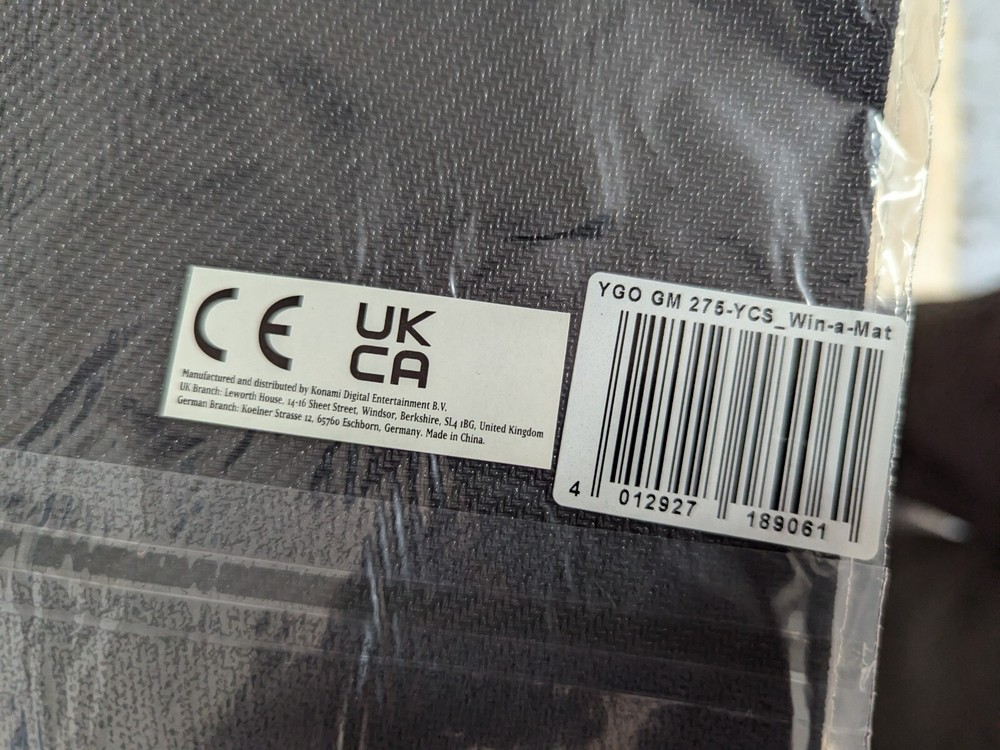 CE
UK
CA
Manufactured and distributed by Konami Digital Entertainment B.V.
UK Branch: Leworth House, 14-16 Sheet Street, Windsor, Berkshire, SL4 1BG, United Kingdom
German Branch: Koelner Strasse 12, 65760 Eschborn, Germany. Made in China.
YGO GM 275-YCS_Win-a-Mat
4 012927 189061